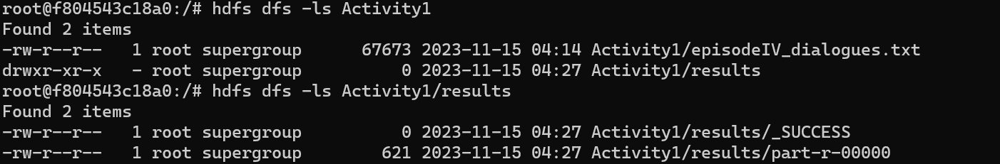 root@f804543c18a0:/# hdfs dfs -ls Activity1
Found 2 items
-rw-r--r--   1 root supergroup      67673 2023-11-15 04:14 Activity1/episodeIV_dialogues.txt
drwxr-xr-x   - root supergroup          0 2023-11-15 04:27 Activity1/results
root@f804543c18a0:/# hdfs dfs -ls Activity1/results
Found 2 items
-rw-r--r--   1 root supergroup          0 2023-11-15 04:27 Activity1/results/_SUCCESS
-rw-r--r--   1 root supergroup        621 2023-11-15 04:27 Activity1/results/part-r-00000